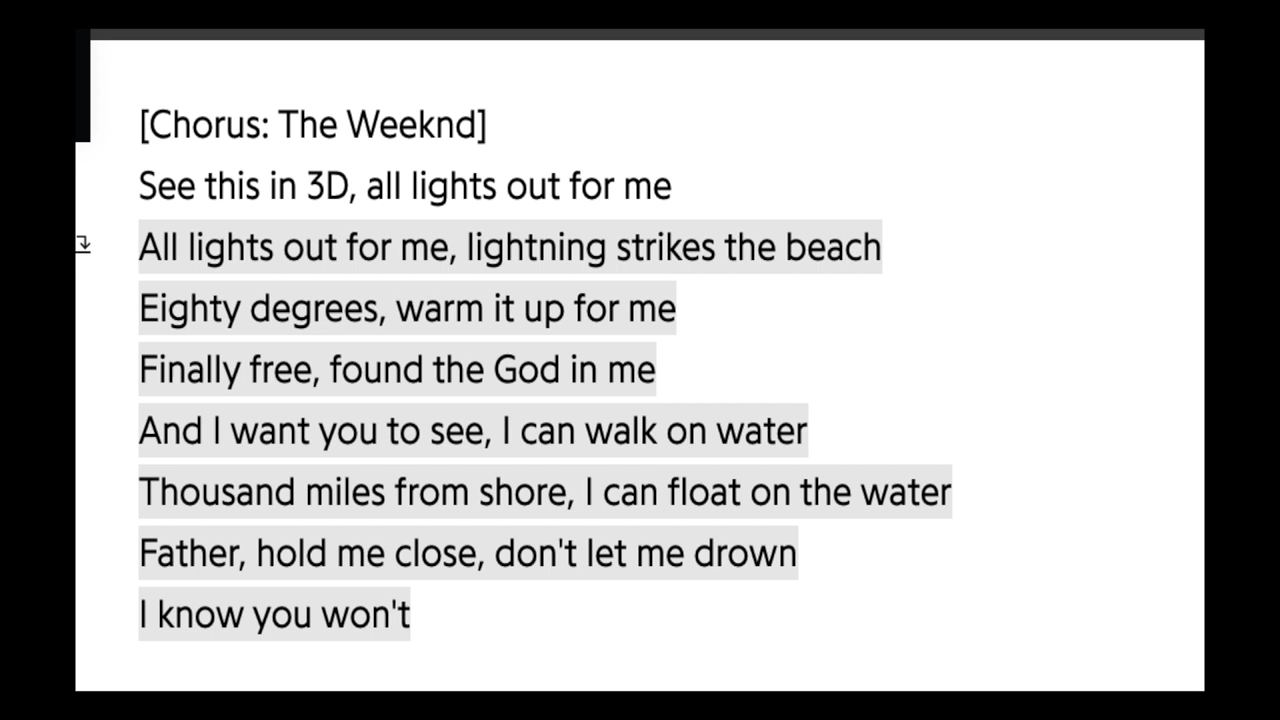 [Chorus: The Weeknd]
See this in 3D, all lights out for me
All lights out for me, lightning strikes the beach
Eighty degrees, warm it up for me
Finally free, found the God in me
And I want you to see, I can walk on water
Thousand miles from shore, I can float on the water
Father, hold me close, don't let me drown
I know you won't